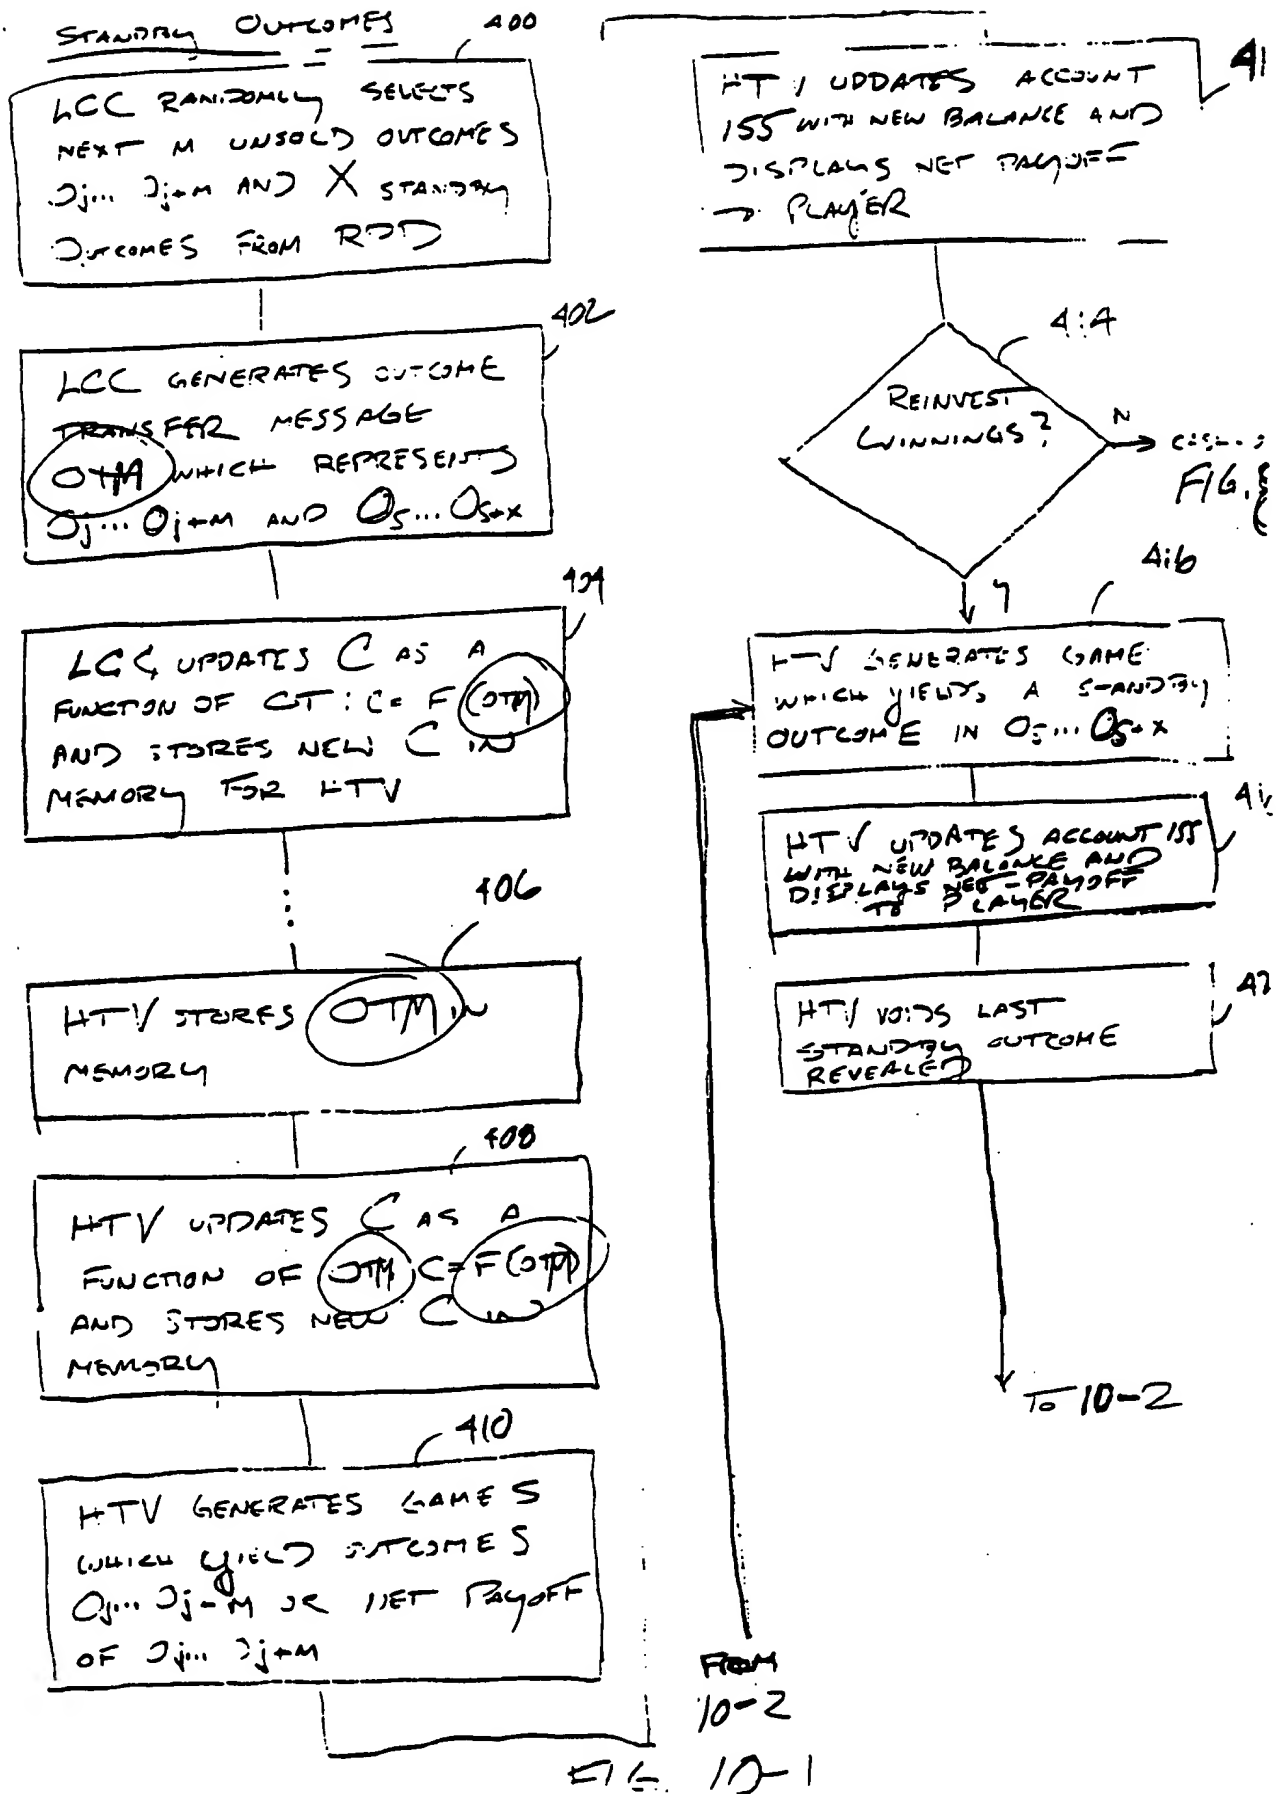 STANDBY OUTCOMES
400
LCC RANDOMLY SELECTS
NEXT M UNSOLD OUTCOMES
Oj... Oj+M AND X STANDBY
OUTCOMES FROM RPD
402
LCC GENERATES OUTCOME
TRANSFER MESSAGE
OTM WHICH REPRESENTS
Oj... Oj+M AND OS... OS+X
404
LCC UPDATES C AS A
FUNCTION OF OT: C= F (OTM)
AND STORES NEW C IN
MEMORY FOR HTV
406
HTV STORES OTM IN
MEMORY
408
HTV UPDATES C AS A
FUNCTION OF OTM C= F(OTM)
AND STORES NEW C IN
MEMORY
410
HTV GENERATES GAMES
WHICH YIELD OUTCOMES
Oj... Oj+M OR NET PAYOFF
OF Oj... Oj+M
41
HTV UPDATES ACCOUNT
155 WITH NEW BALANCE AND
DISPLAYS NET PAYOFF
TO PLAYER
414
REINVEST
WINNINGS?
N
FIG.
Y
416
HTV GENERATES GAME
WHICH YIELDS A STANDBY
OUTCOME IN OS... OS+X
41
HTV UPDATES ACCOUNT 155
WITH NEW BALANCE AND
DISPLAYS NET PAYOFF
TO PLAYER
42
HTV VOIDS LAST
STANDBY OUTCOME
REVEALED
TO 10-2
FROM
10-2
FIG. 10-1